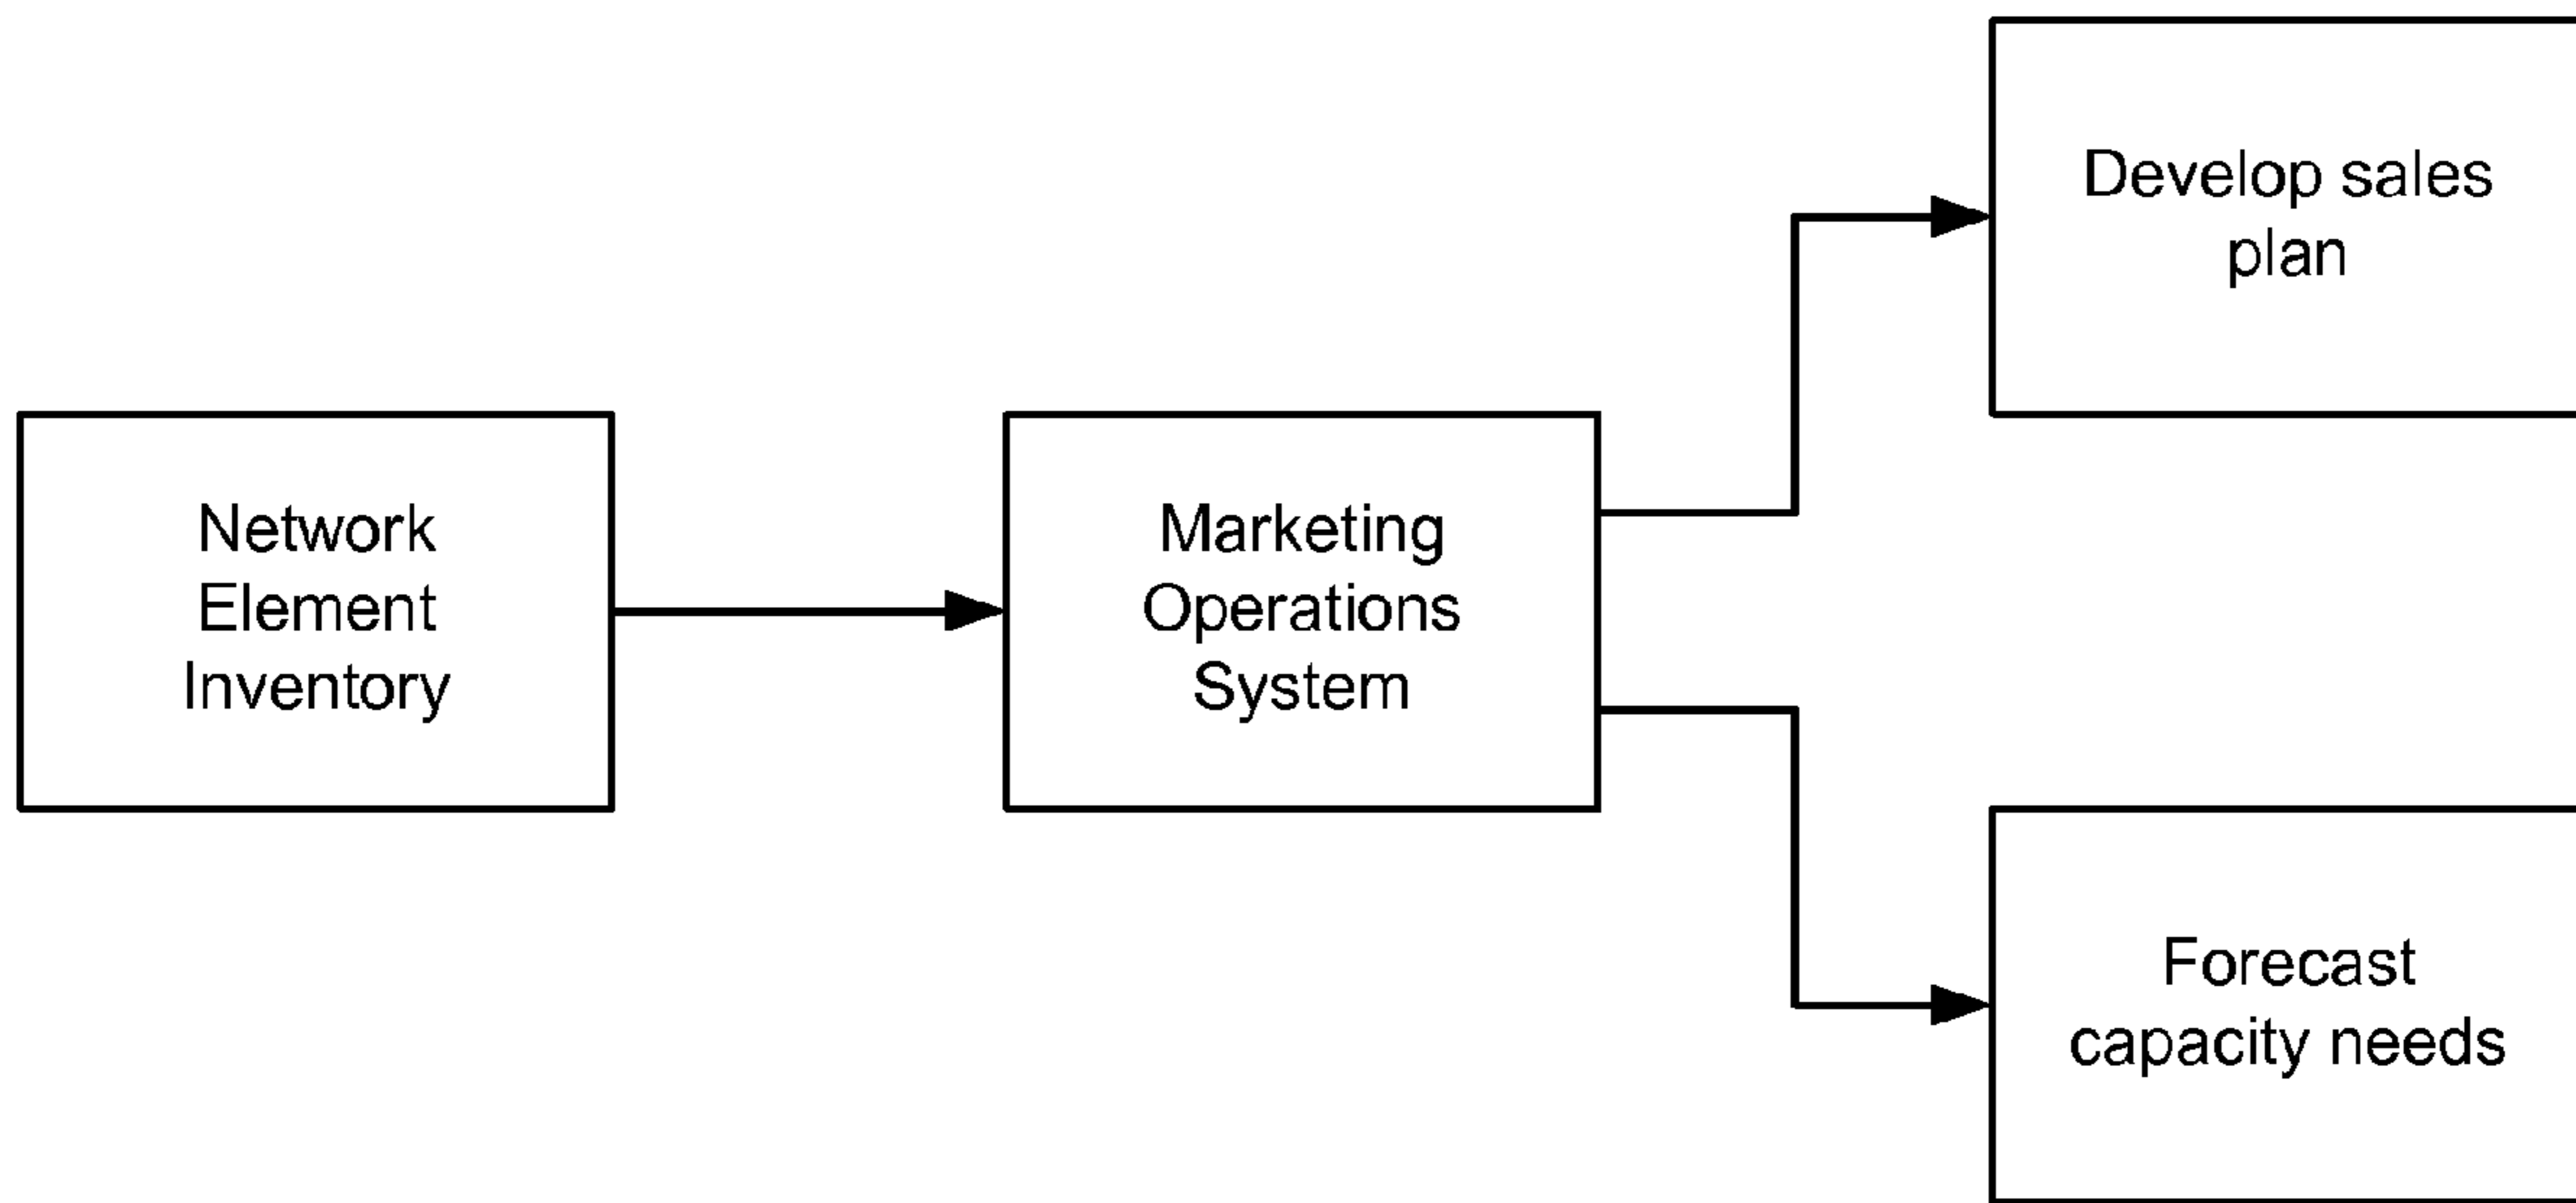 Network
Element
Inventory
Marketing
Operations
System
Develop sales
plan
Forecast
capacity needs